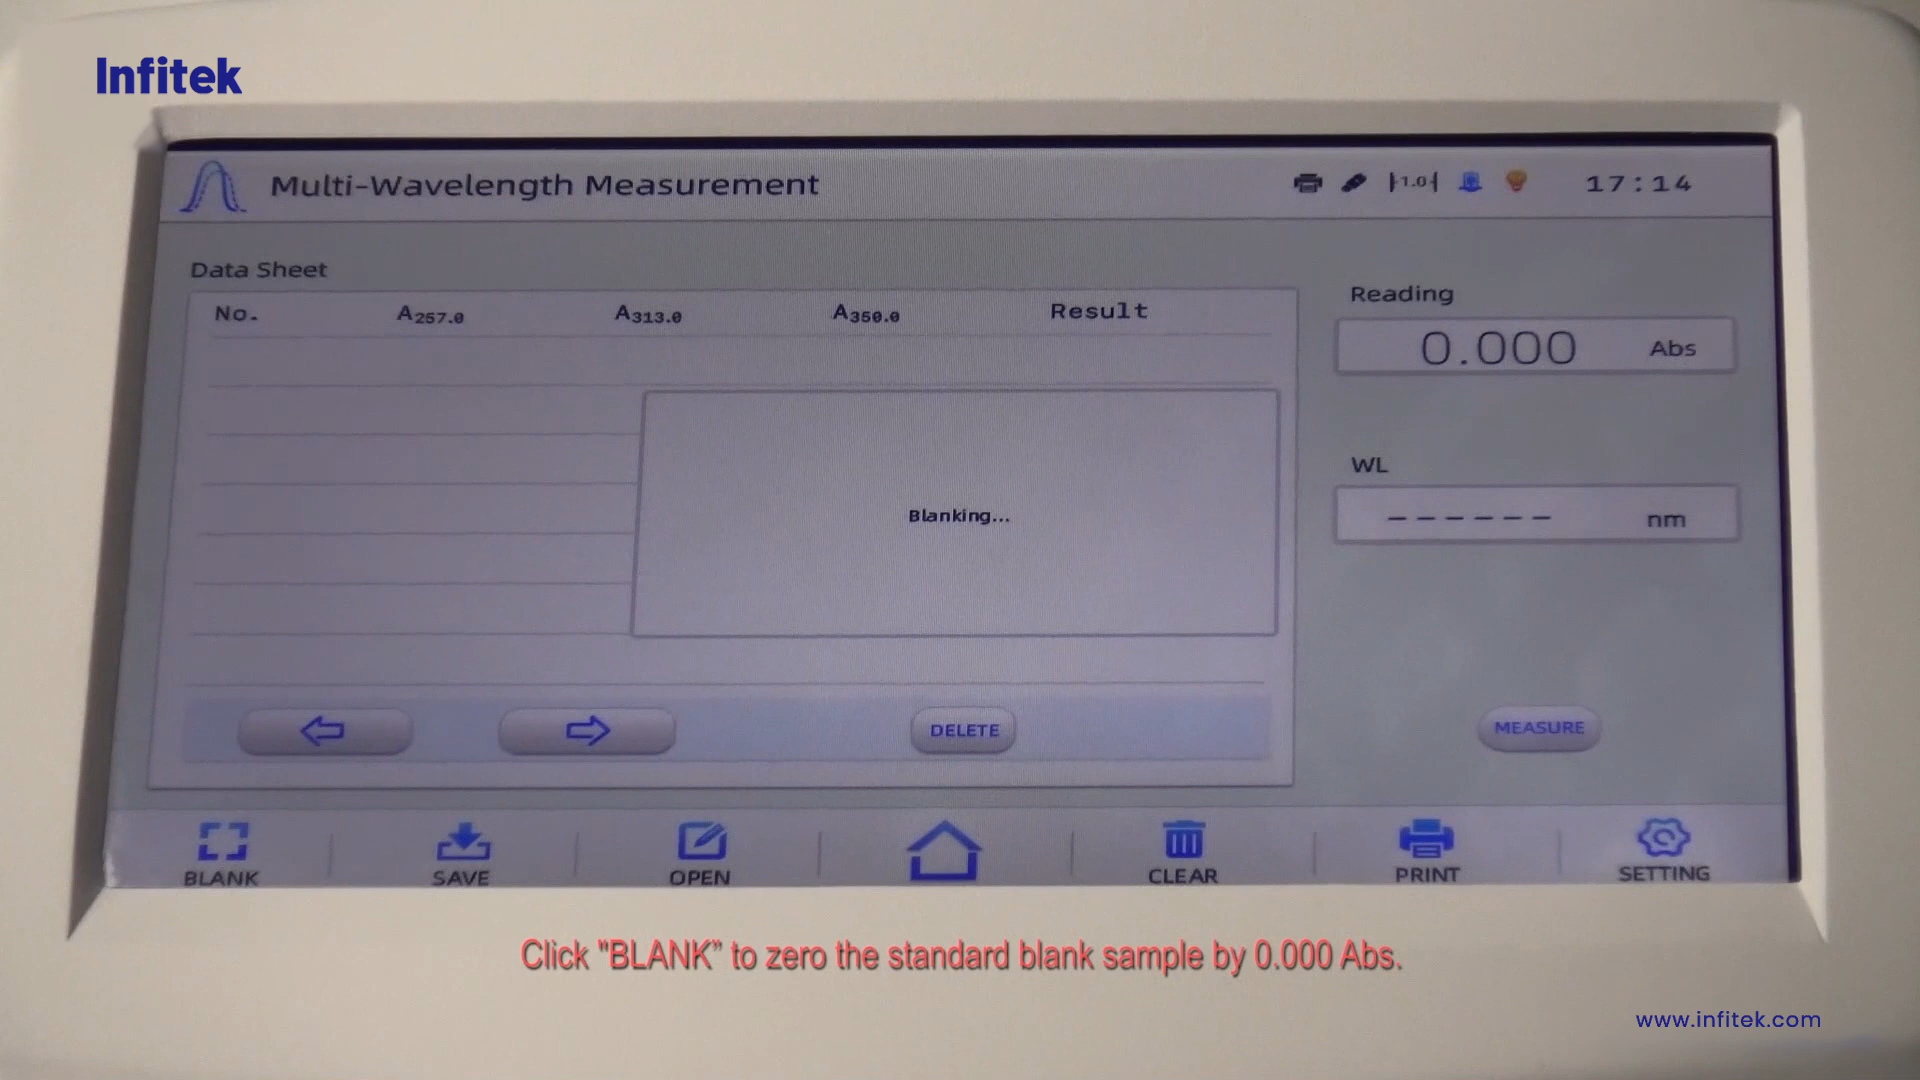 Infitek
Multi-Wavelength Measurement
1.0
17:14
Data Sheet
No. A257.0 A313.0 A350.0 Result
Reading
0.000 Abs
Blanking...
WL
------ nm
DELETE
MEASURE
BLANK SAVE OPEN CLEAR PRINT SETTING
Click "BLANK” to zero the standard blank sample by 0.000 Abs.
www.infitek.com